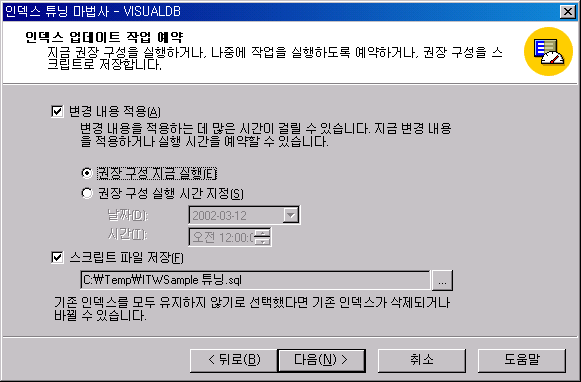 인덱스 튜닝 마법사 - VISUALDB
인덱스 업데이트 작업 예약
지금 권장 구성을 실행하거나, 나중에 작업을 실행하도록 예약하거나, 권장 구성을 스
크립트로 저장합니다.
변경 내용 적용(A)
변경 내용을 적용하는 데 많은 시간이 걸릴 수 있습니다. 지금 변경 내용
을 적용하거나 실행 시간을 예약할 수 있습니다.
권장 구성 지금 실행(E)
권장 구성 실행 시간 지정(S)
날짜(D): 2002-03-12
시간(T): 오전 12:00:0
스크립트 파일 저장(F)
C:₩Temp₩ITWSample 튜닝.sql ...
기존 인덱스를 모두 유지하지 않기로 선택했다면 기존 인덱스가 삭제되거나
바뀔 수 있습니다.
< 뒤로(B) 다음(N) > 취소 도움말